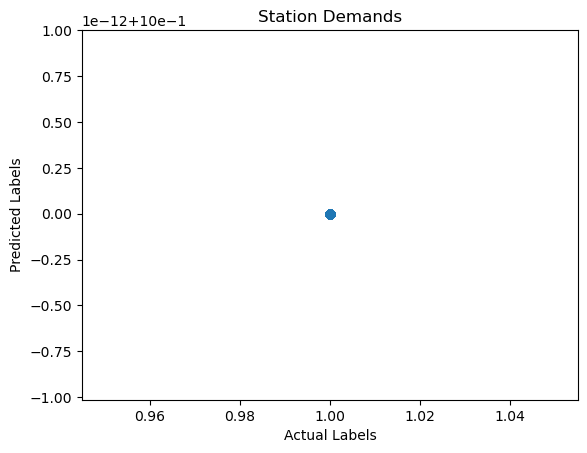 Station Demands
1e−12+10e−1
1.00
0.75
0.50
0.25
0.00
−0.25
−0.50
−0.75
−1.00
Predicted Labels
0.96 0.98 1.00 1.02 1.04
Actual Labels